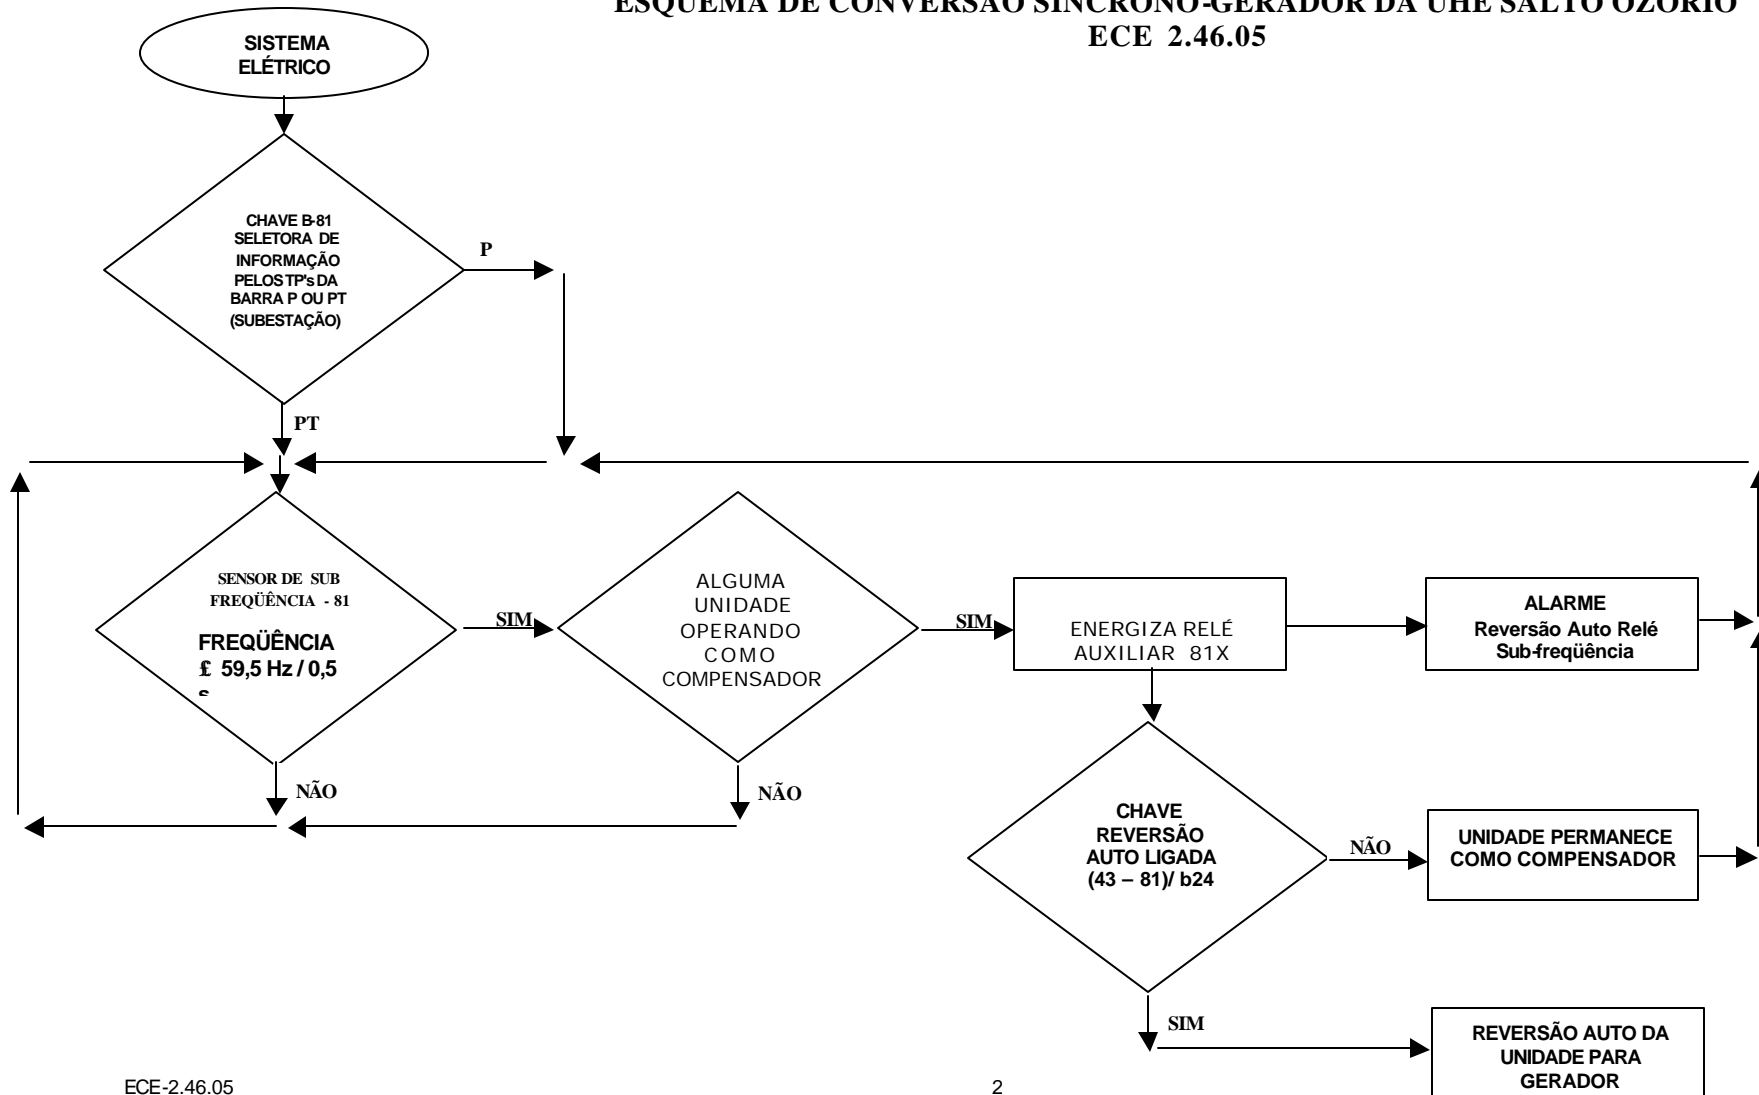 ESQUEMA DE CONVERSÃO SÍNCRONO-GERADOR DA UHE SALTO OZÓRIO
ECE 2.46.05
SISTEMA
ELÉTRICO
CHAVE B-81
SELETORA DE
INFORMAÇÃO
PELOS TP's DA
BARRA P OU PT
(SUBESTAÇÃO)
P
PT
SENSOR DE SUB
FREQÜÊNCIA - 81
FREQÜÊNCIA
£ 59,5 Hz / 0,5
s
SIM
NÃO
ALGUMA
UNIDADE
OPERANDO
COMO
COMPENSADOR
SIM
NÃO
ENERGIZA RELÉ
AUXILIAR 81X
ALARME
Reversão Auto Relé
Sub-freqüência
CHAVE
REVERSÃO
AUTO LIGADA
(43 – 81)/ b24
NÃO
UNIDADE PERMANECE
COMO COMPENSADOR
SIM
REVERSÃO AUTO DA
UNIDADE PARA
GERADOR
ECE-2.46.05
2